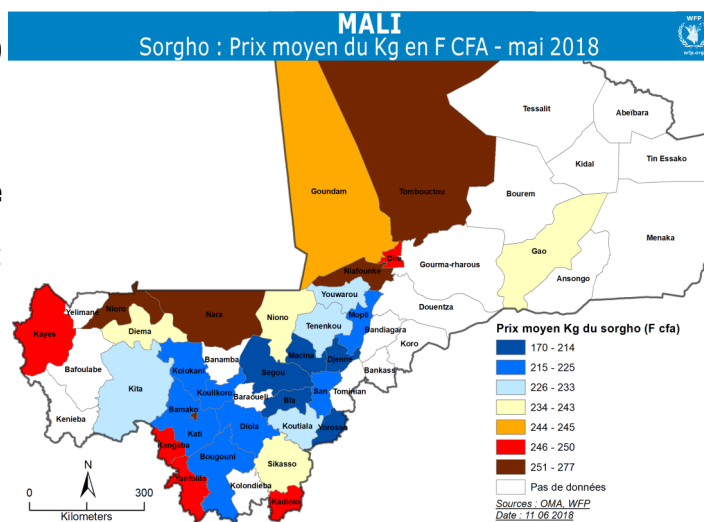 MALI
Sorgho : Prix moyen du Kg en F CFA - mai 2018
WFP
wfp.org
Tessalit
Abeïbara
Kidal
Tin Essako
Goundam
Tombouctou
Bourem
Menaka
Gao
Dire
Gourma-rharous
Niafounke
Ansongo
Youwarou
Nioro
Yelimané
Nara
Niono
Mopti
Douentza
Kayes
Diema
Tenenkou
Bandiagara
Koro
Bafoulabe
Banamba
Macina
Djenne
Kolokani
Segou
Bankass
Kita
Koulikoro
Baraoueli
San
Tominian
Kenieba
Bla
Bamako
Kati
Diola
Koutiala
Yorosso
Kangaba
Bougouni
Sikasso
Yanfolila
Kolondieba
Kadiolo
N
0 300
Kilometers
Prix moyen Kg du sorgho (F cfa)
170 - 214
215 - 225
226 - 233
234 - 243
244 - 245
246 - 250
251 - 277
Pas de données
Sources : OMA, WFP
Date : 11 06 2018